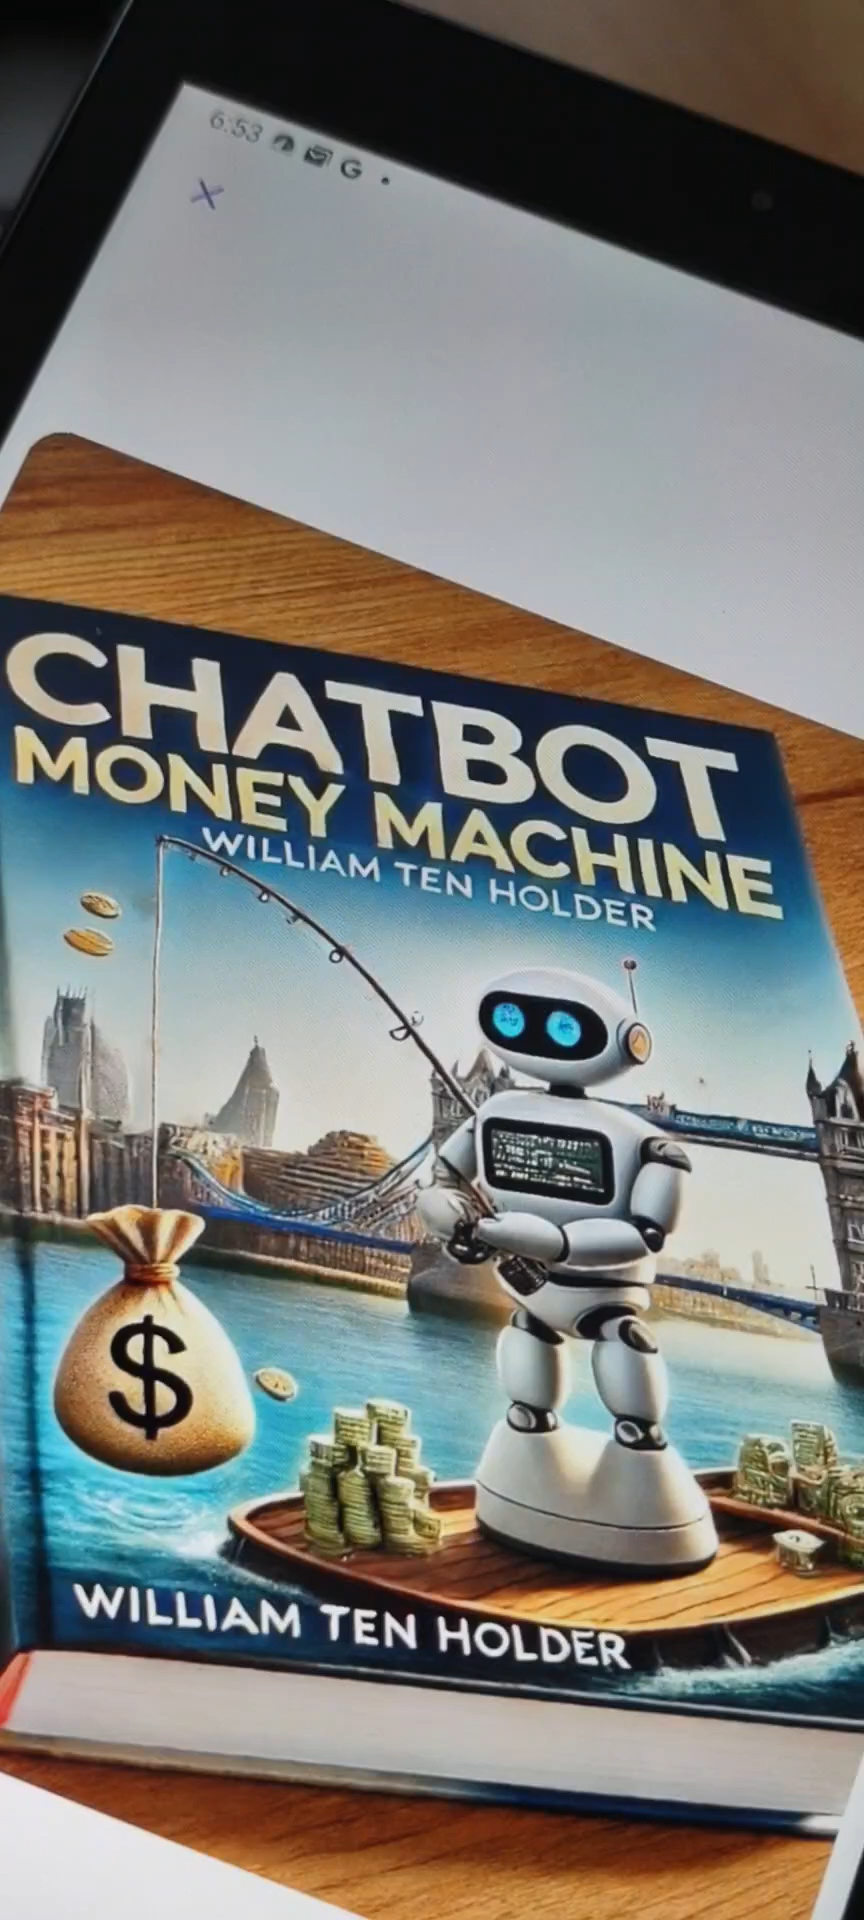 6:53 G
CHATBOT
MONEY MACHINE
WILLIAM TEN HOLDER
$
WILLIAM TEN HOLDER